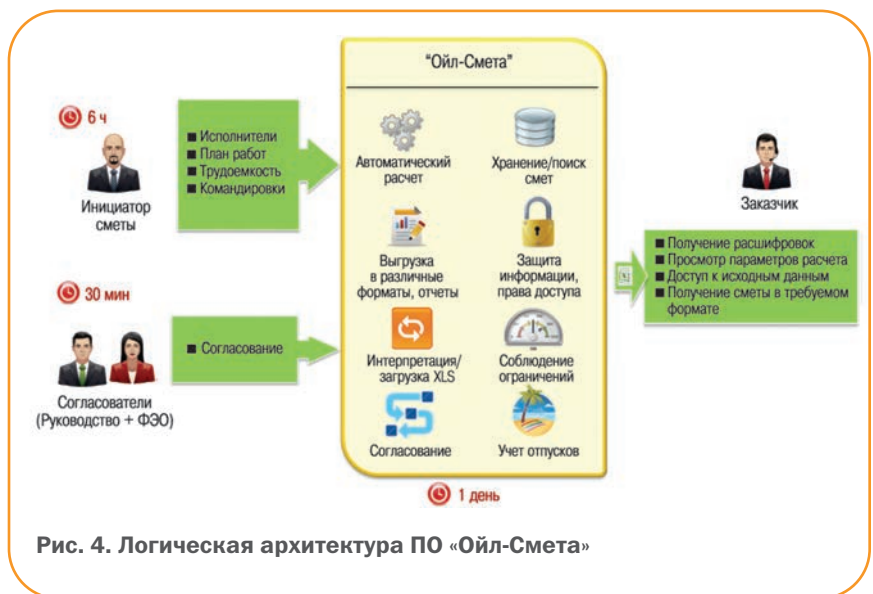 "Ойл-Смета"
6 ч
Инициатор
сметы
■ Исполнители
■ План работ
■ Трудоемкость
■ Командировки
30 мин
Согласователи
(Руководство + ФЭО)
■ Согласование
Автоматический
расчет
Хранение/поиск
смет
Выгрузка
в различные
форматы, отчеты
Защита
информации,
права доступа
Интерпретация/
загрузка XLS
Соблюдение
ограничений
Согласование
Учет отпусков
1 день
Заказчик
■ Получение расшифровок
■ Просмотр параметров расчета
■ Доступ к исходным данным
■ Получение сметы в требуемом
формате
Рис. 4. Логическая архитектура ПО «Ойл-Смета»